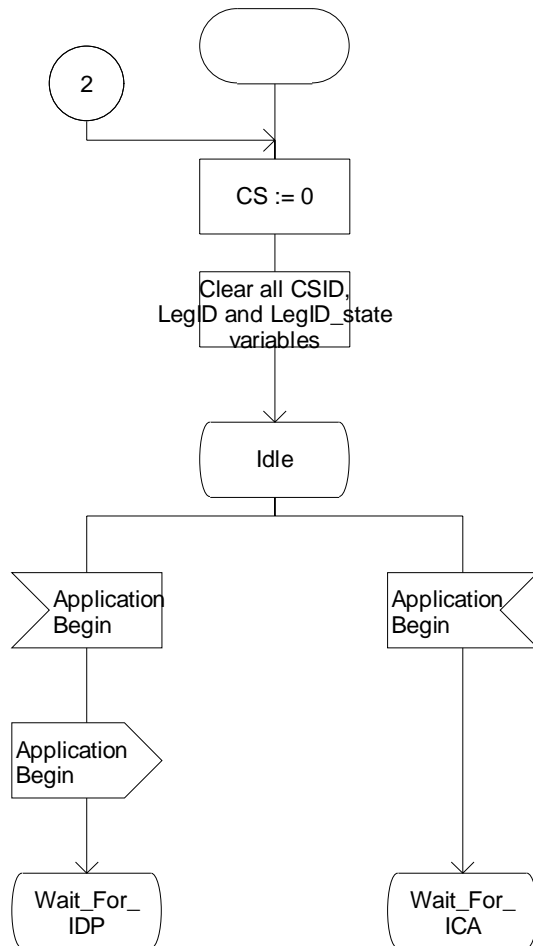 2
CS := 0
Clear all CSID,
LegID and LegID_state
variables
Idle
Application
Begin
Application
Begin
Application
Begin
Wait_For_
IDP
Wait_For_
ICA